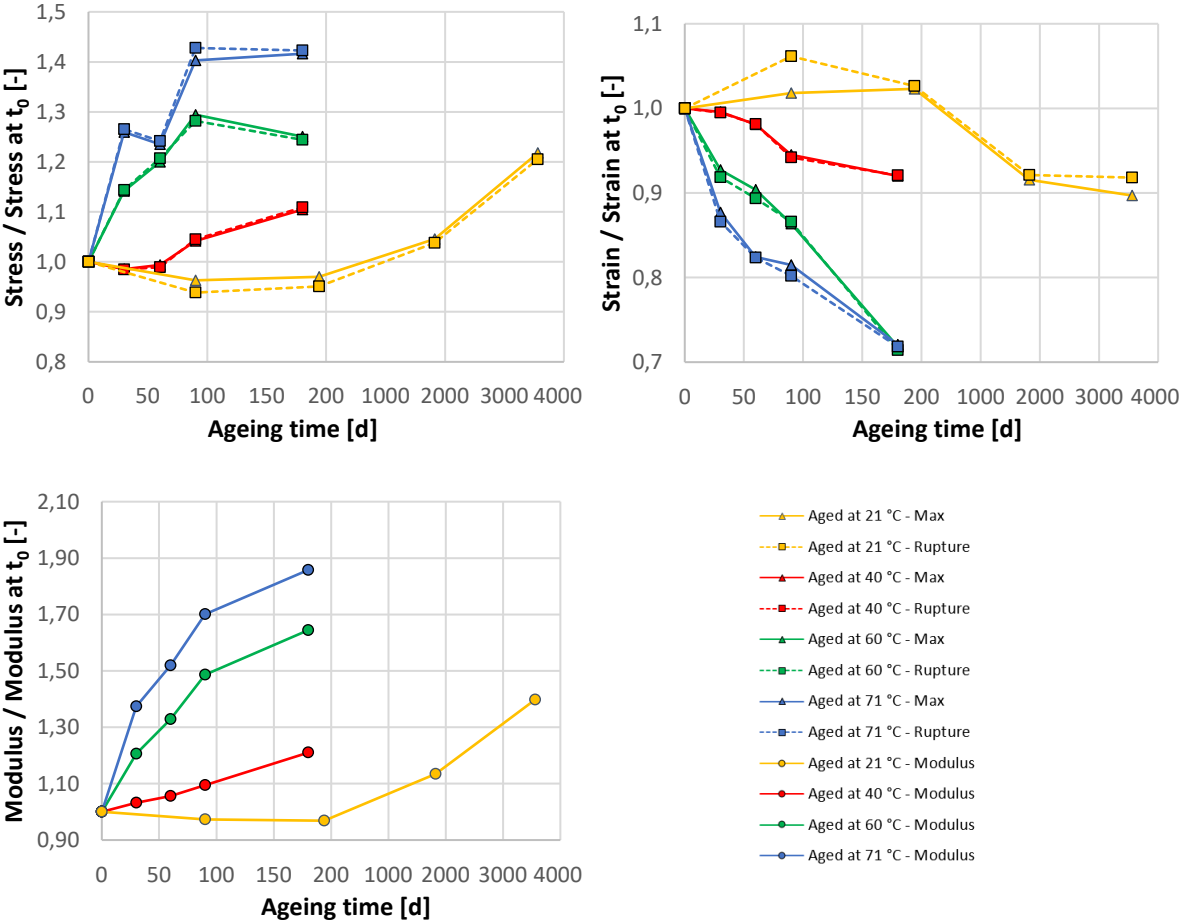 1,5
1,4
1,3
1,2
1,1
1,0
0,9
0,8
Stress / Stress at t0 [-]
0 50 100 150 200 1000 2000 3000 4000
Ageing time [d]
1,1
1,0
0,9
0,8
0,7
Strain / Strain at t0 [-]
0 50 100 150 200 1000 2000 3000 4000
Ageing time [d]
2,10
1,90
1,70
1,50
1,30
1,10
0,90
Modulus / Modulus at t0 [-]
0 50 100 150 200 1000 2000 3000 4000
Ageing time [d]
Aged at 21 °C - Max
Aged at 21 °C - Rupture
Aged at 40 °C - Max
Aged at 40 °C - Rupture
Aged at 60 °C - Max
Aged at 60 °C - Rupture
Aged at 71 °C - Max
Aged at 71 °C - Rupture
Aged at 21 °C - Modulus
Aged at 40 °C - Modulus
Aged at 60 °C - Modulus
Aged at 71 °C - Modulus